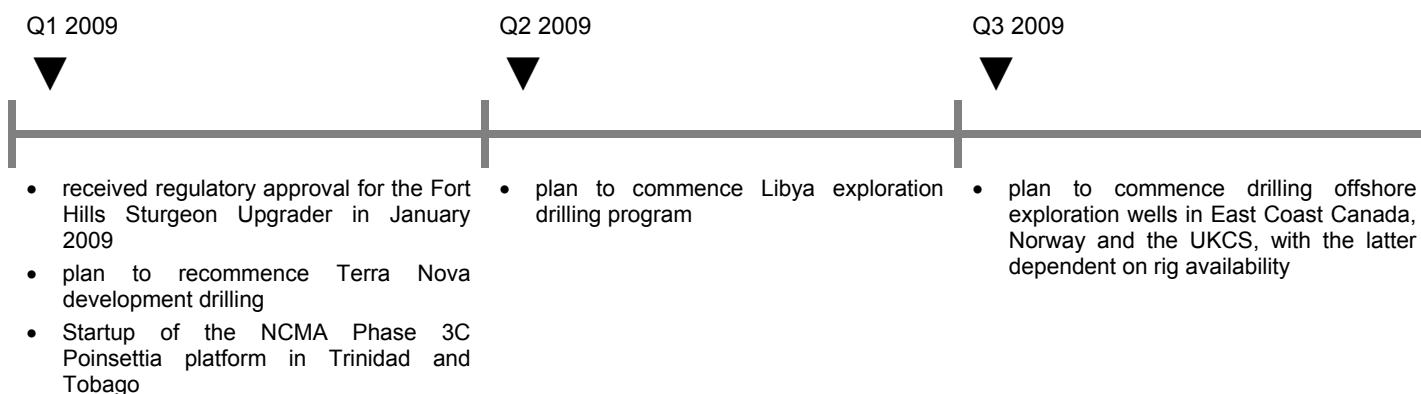 Q1 2009
Q2 2009
Q3 2009
• received regulatory approval for the Fort
Hills Sturgeon Upgrader in January
2009
• plan to recommence Terra Nova
development drilling
• Startup of the NCMA Phase 3C
Poinsettia platform in Trinidad and
Tobago
• plan to commence Libya exploration
drilling program
• plan to commence drilling offshore
exploration wells in East Coast Canada,
Norway and the UKCS, with the latter
dependent on rig availability